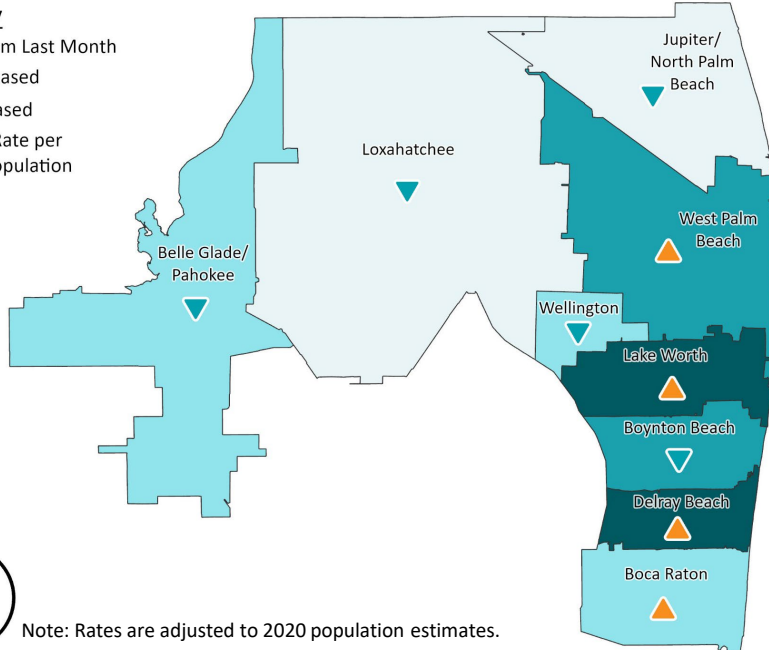 m Last Month
ased
ased
Rate per
opulation
Jupiter/
North Palm
Beach
Loxahatchee
West Palm
Beach
Belle Glade/
Pahokee
Wellington
Lake Worth
Boynton Beach
Delray Beach
Boca Raton
Note: Rates are adjusted to 2020 population estimates.